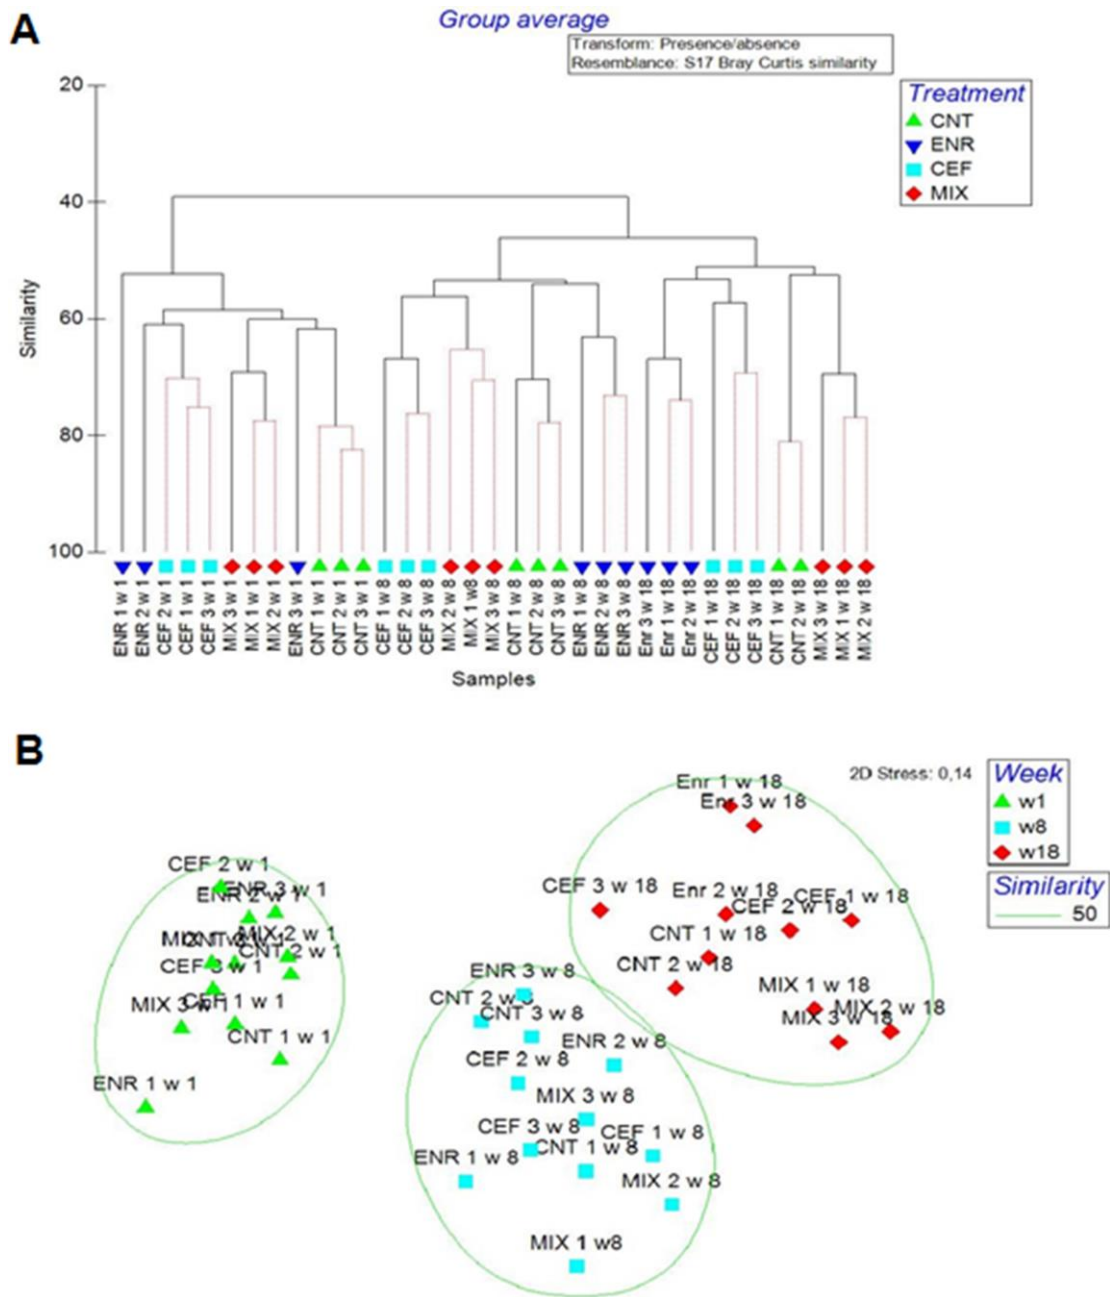 A
Group average
Transform: Presence/absence
Resemblance: S17 Bray Curtis similarity
Treatment
CNT
ENR
CEF
MIX
20
40
60
80
100
Similarity
ENR 1 w 1
ENR 2 w 1
CEF 2 w 1
CEF 1 w 1
CEF 3 w 1
MIX 3 w 1
MIX 1 w 1
MIX 2 w 1
ENR 3 w 1
CNT 1 w 1
CNT 2 w 1
CNT 3 w 1
CEF 1 w 8
CEF 2 w 8
CEF 3 w 8
MIX 2 w 8
MIX 1 w8
MIX 3 w 8
CNT 1 w 8
CNT 2 w 8
CNT 3 w 8
ENR 1 w 8
ENR 2 w 8
ENR 3 w 8
Enr 3 w 18
Enr 1 w 18
Enr 2 w 18
CEF 1 w 18
CEF 2 w 18
CEF 3 w 18
CNT 1 w 18
CNT 2 w 18
MIX 3 w 18
MIX 1 w 18
MIX 2 w 18
Samples
B
2D Stress: 0,14
Week
w1
w8
w18
Similarity
50
Enr 1 w 18
Enr 3 w 18
CEF 3 w 18
Enr 2 w 18
CEF 1 w 18
CEF 2 w 18
CNT 1 w 18
CNT 2 w 18
MIX 1 w 18
MIX 2 w 18
MIX 3 w 18
CEF 2 w 1
ENR 3 w 1
ENR 2 w 1
MIX 2 w 1
CNT 2 w 1
CEF 3 w 1
CEF 1 w 1
MIX 3 w 1
CNT 1 w 1
ENR 1 w 1
ENR 3 w 8
CNT 2 w 8
CNT 3 w 8
ENR 2 w 8
CEF 2 w 8
MIX 3 w 8
CEF 3 w 8
CEF 1 w 8
CNT 1 w 8
ENR 1 w 8
MIX 2 w 8
MIX 1 w8